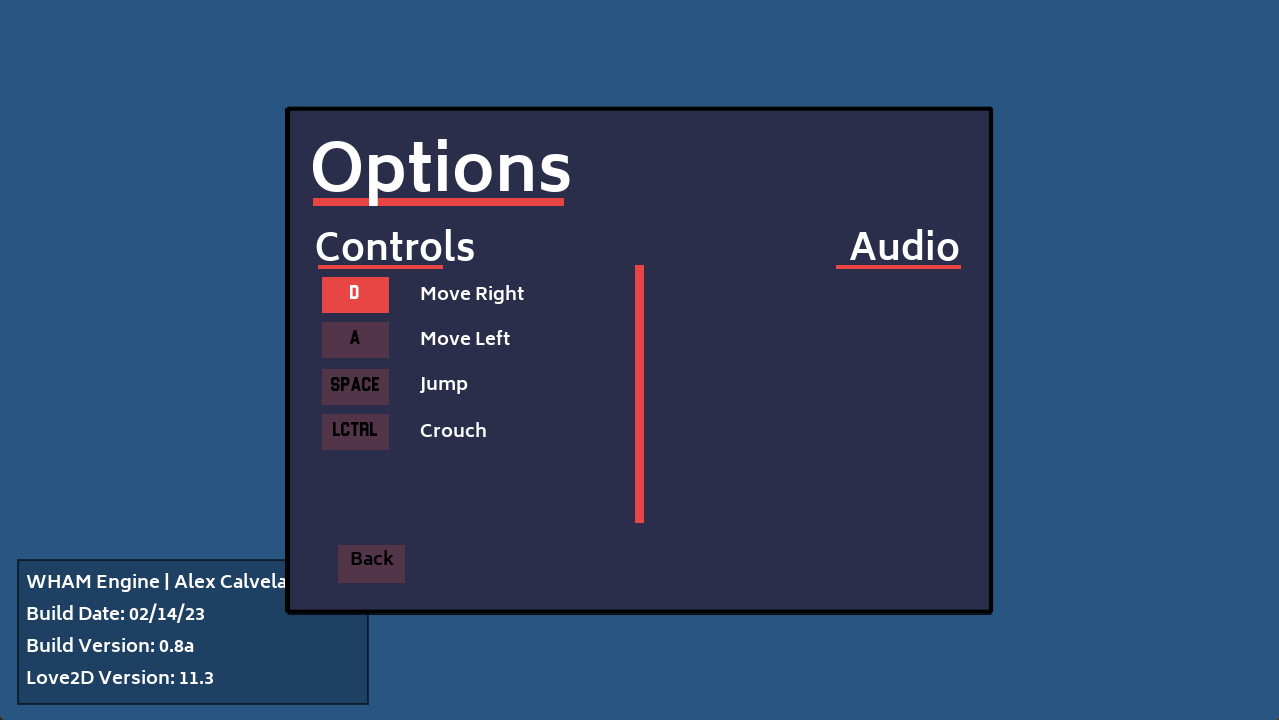 Options
Controls
Audio
D Move Right
A Move Left
SPACE Jump
LCTRL Crouch
Back
WHAM Engine | Alex Calvela
Build Date: 02/14/23
Build Version: 0.8a
Love2D Version: 11.3